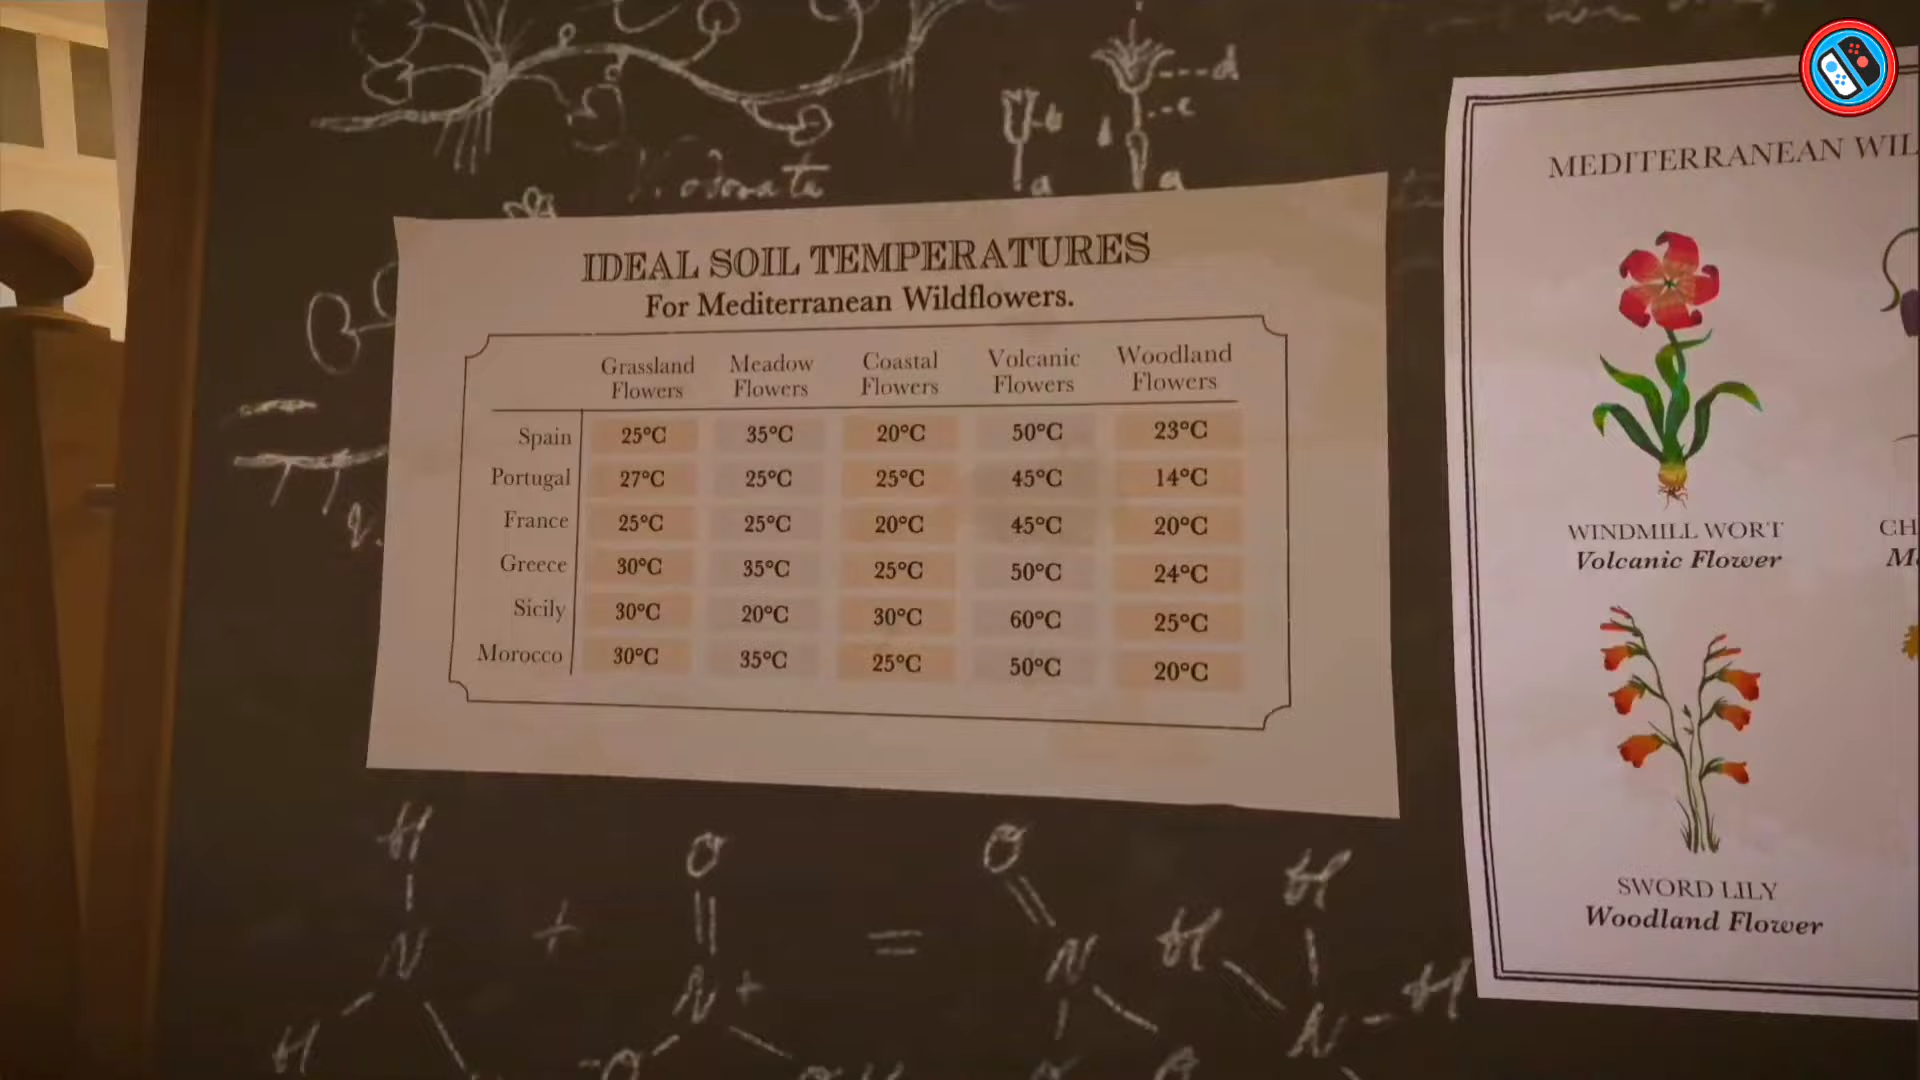 Nodorata
b
a
d
c
a
IDEAL SOIL TEMPERATURES
For Mediterranean Wildflowers.
Grassland Flowers Meadow Flowers Coastal Flowers Volcanic Flowers Woodland Flowers
Spain 25°C 35°C 20°C 50°C 23°C
Portugal 27°C 25°C 25°C 45°C 14°C
France 25°C 25°C 20°C 45°C 20°C
Greece 30°C 35°C 25°C 50°C 24°C
Sicily 30°C 20°C 30°C 60°C 25°C
Morocco 30°C 35°C 25°C 50°C 20°C
MEDITERRANEAN WIL
WINDMILL WORT
Volcanic Flower
CH
SWORD LILY
Woodland Flower
H O O H
+ =
N N + N H N H
H O